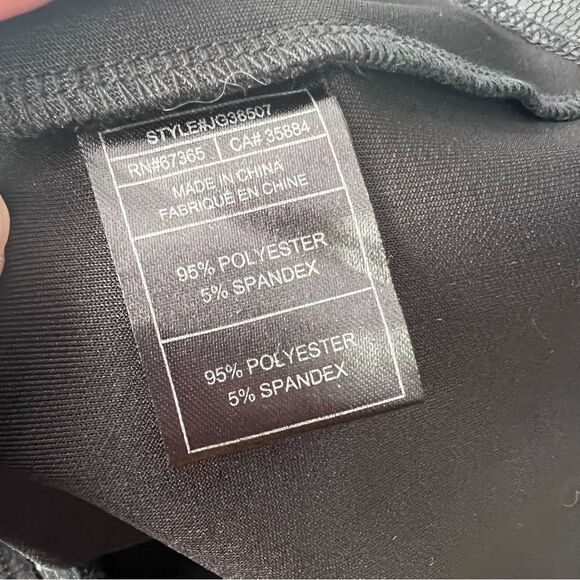 STYLE#JG38507
RN#67365 CA# 35884
MADE IN CHINA
FABRIQUE EN CHINE
95% POLYESTER
5% SPANDEX
95% POLYESTER
5% SPANDEX